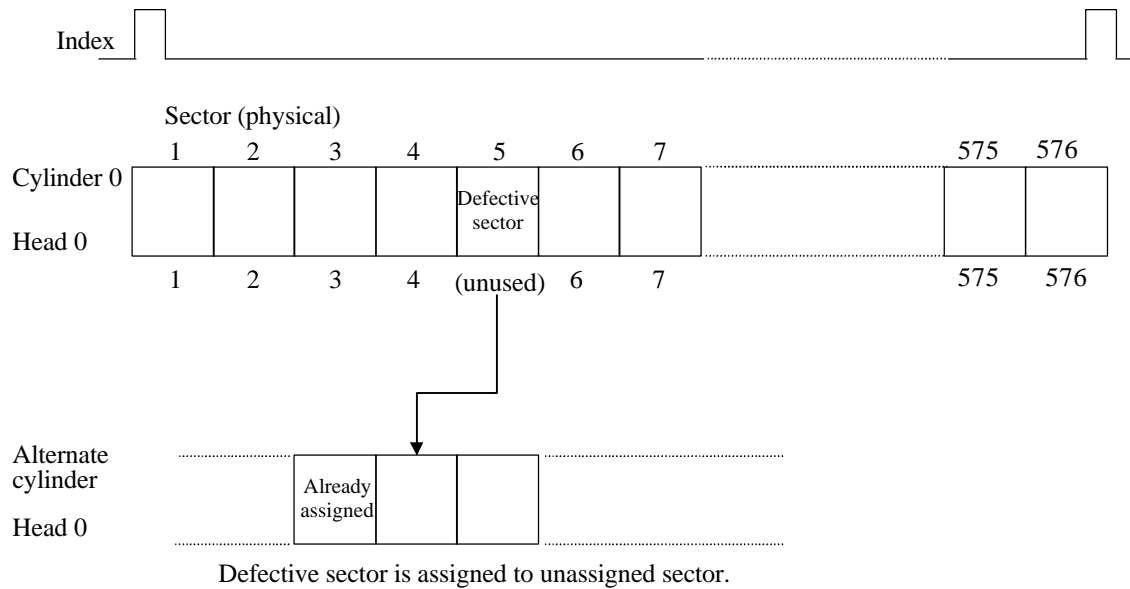 Index
Sector (physical)
1 2 3 4 5 6 7 575 576
Cylinder 0
Defective
sector
Head 0
1 2 3 4 (unused) 6 7 575 576
Alternate
cylinder
Already
assigned
Head 0
Defective sector is assigned to unassigned sector.